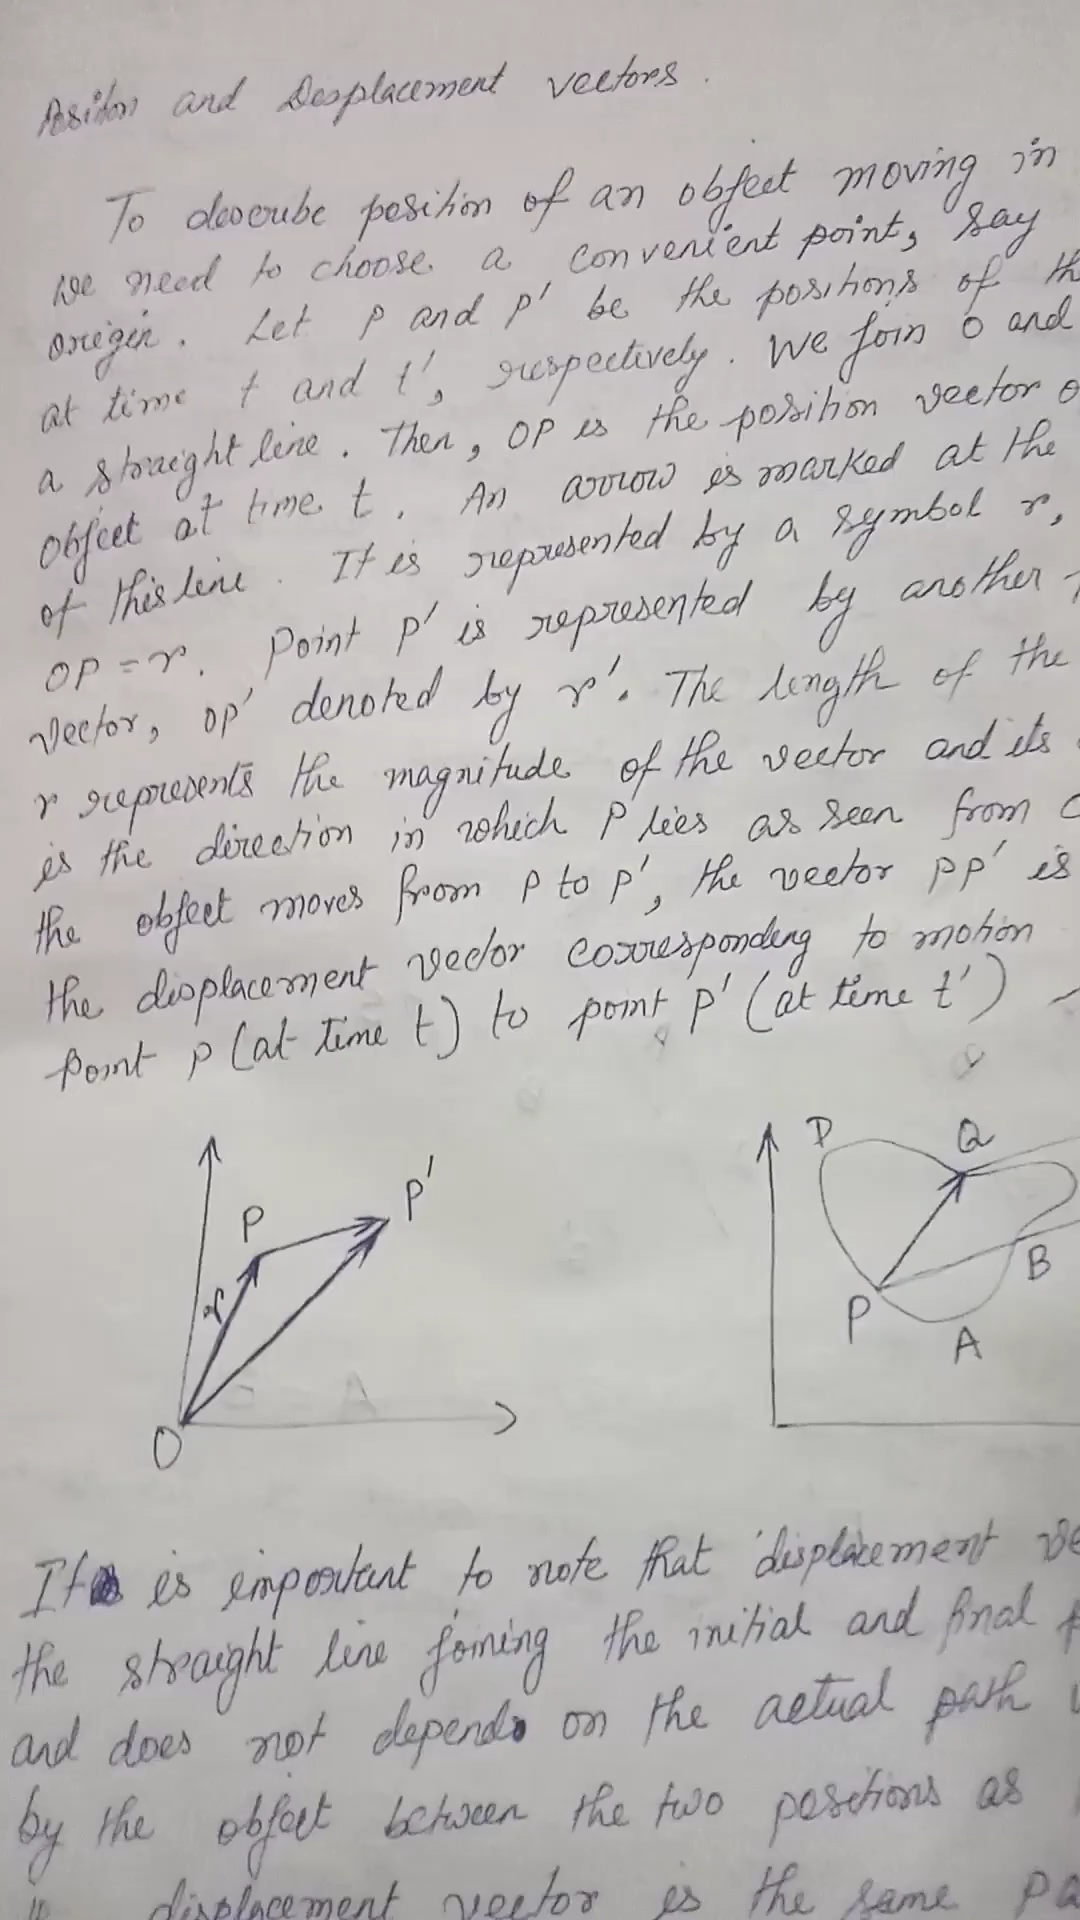 Position and Displacement vectors.
To describe position of an object moving in
we need to choose a convenient point, say
origin. Let P and P' be the positions of th
at time t and t', respectively. We join O and
a straight line. Then, OP is the position vector o
object at time t. An arrow is marked at the
of this line. It is represented by a symbol r,
OP = r. Point P' is represented by another
vector, OP' denoted by r'. The length of the
r represents the magnitude of the vector and its
is the direction in which P lies as seen from O
the object moves from P to P', the vector PP' is
the displacement vector corresponding to motion
point P (at time t) to point P' (at time t')
P
P'
r
O
D
Q
P
B
A
It is important to note that displacement ve
the straight line joining the initial and final p
and does not depend on the actual path
by the object between the two positions as
displacement vector is the same pa